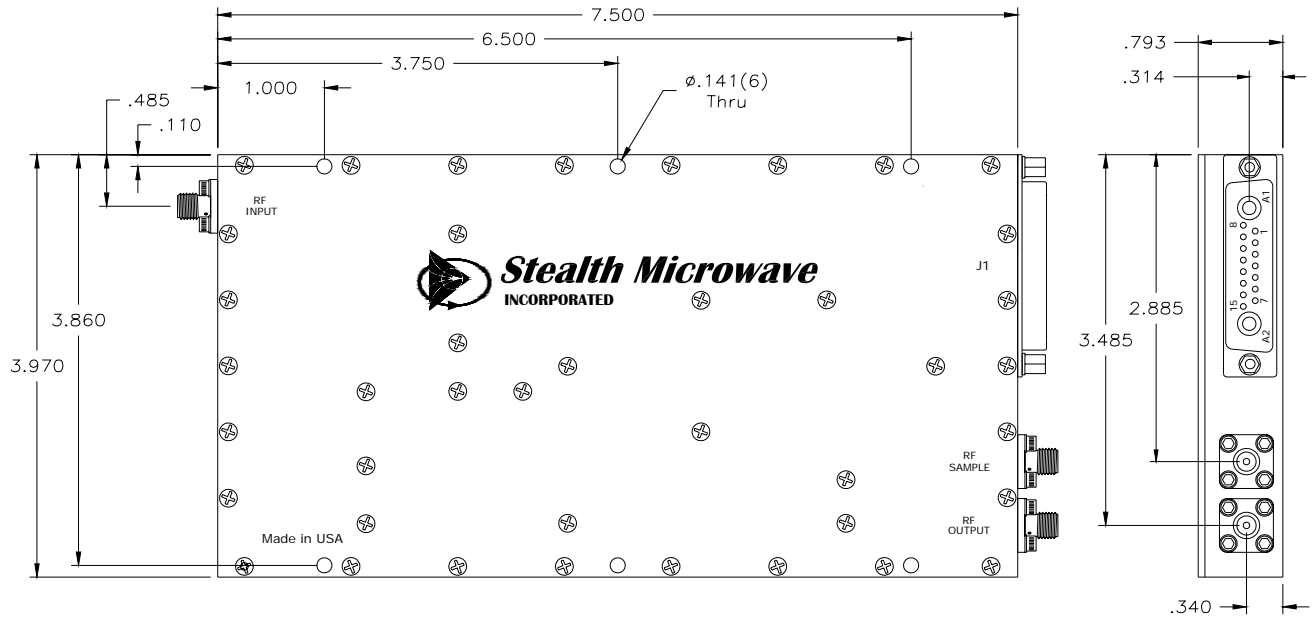 7.500
6.500
3.750
1.000
.485
.110
ø.141(6)
Thru
.793
.314
RF
INPUT
Stealth Microwave
INCORPORATED
J1
3.860
3.970
A1
8
1
15
7
A2
2.885
3.485
RF
SAMPLE
RF
OUTPUT
Made in USA
.340